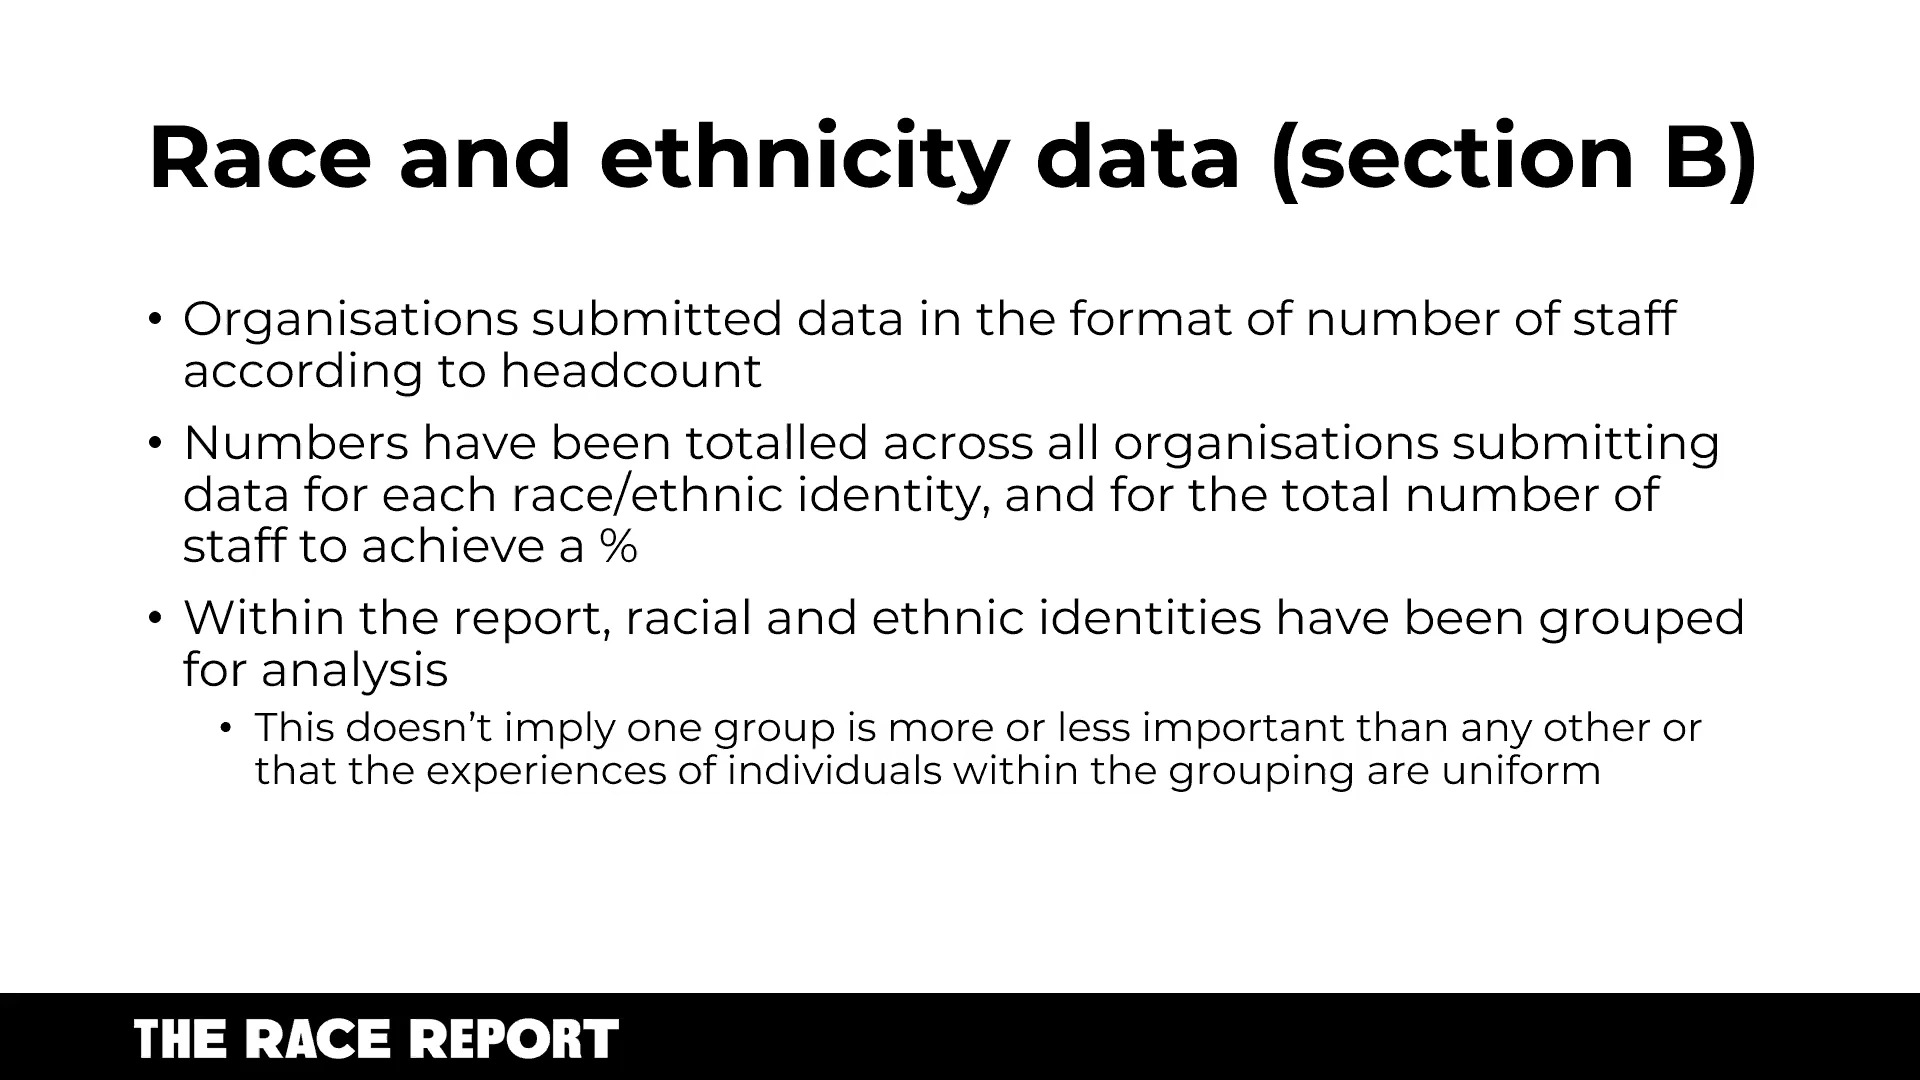 Race and ethnicity data (section B)
• Organisations submitted data in the format of number of staff
according to headcount
• Numbers have been totalled across all organisations submitting
data for each race/ethnic identity, and for the total number of
staff to achieve a %
• Within the report, racial and ethnic identities have been grouped
for analysis
• This doesn’t imply one group is more or less important than any other or
that the experiences of individuals within the grouping are uniform
THE RACE REPORT